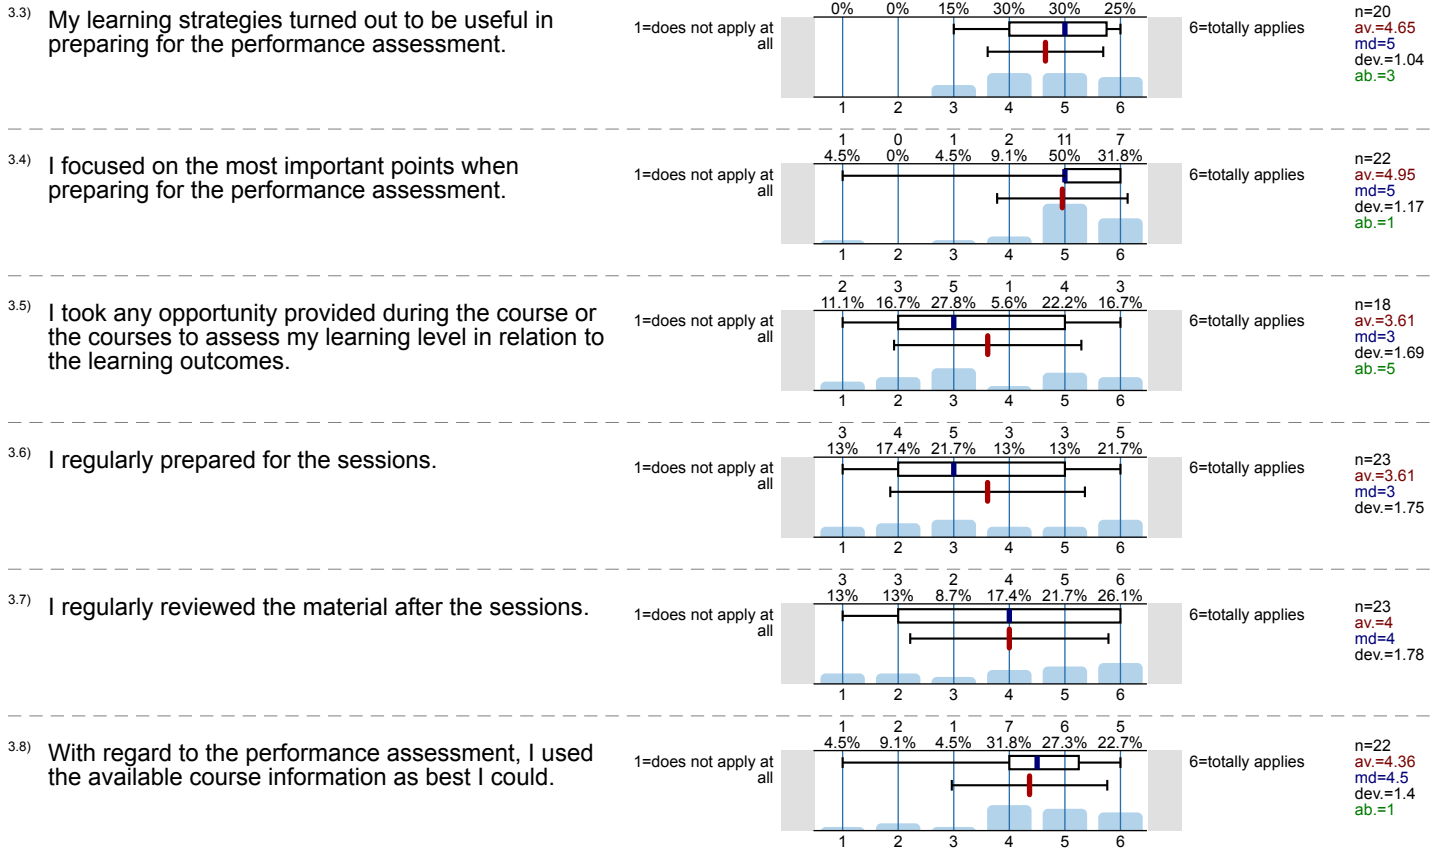 0% 0% 15% 30% 30% 25%
3.3) My learning strategies turned out to be useful in
preparing for the performance assessment.
1=does not apply at
all
6=totally applies
n=20
av.=4.65
md=5
dev.=1.04
ab.=3
1 2 3 4 5 6
1 0 1 2 11 7
4.5% 0% 4.5% 9.1% 50% 31.8%
3.4) I focused on the most important points when
preparing for the performance assessment.
1=does not apply at
all
6=totally applies
n=22
av.=4.95
md=5
dev.=1.17
ab.=1
1 2 3 4 5 6
2 3 5 1 4 3
11.1% 16.7% 27.8% 5.6% 22.2% 16.7%
3.5) I took any opportunity provided during the course or
the courses to assess my learning level in relation to
the learning outcomes.
1=does not apply at
all
6=totally applies
n=18
av.=3.61
md=3
dev.=1.69
ab.=5
1 2 3 4 5 6
3 4 5 3 3 5
13% 17.4% 21.7% 13% 13% 21.7%
3.6) I regularly prepared for the sessions.
1=does not apply at
all
6=totally applies
n=23
av.=3.61
md=3
dev.=1.75
1 2 3 4 5 6
3 3 2 4 5 6
13% 13% 8.7% 17.4% 21.7% 26.1%
3.7) I regularly reviewed the material after the sessions.
1=does not apply at
all
6=totally applies
n=23
av.=4
md=4
dev.=1.78
1 2 3 4 5 6
1 2 1 7 6 5
4.5% 9.1% 4.5% 31.8% 27.3% 22.7%
3.8) With regard to the performance assessment, I used
the available course information as best I could.
1=does not apply at
all
6=totally applies
n=22
av.=4.36
md=4.5
dev.=1.4
ab.=1
1 2 3 4 5 6